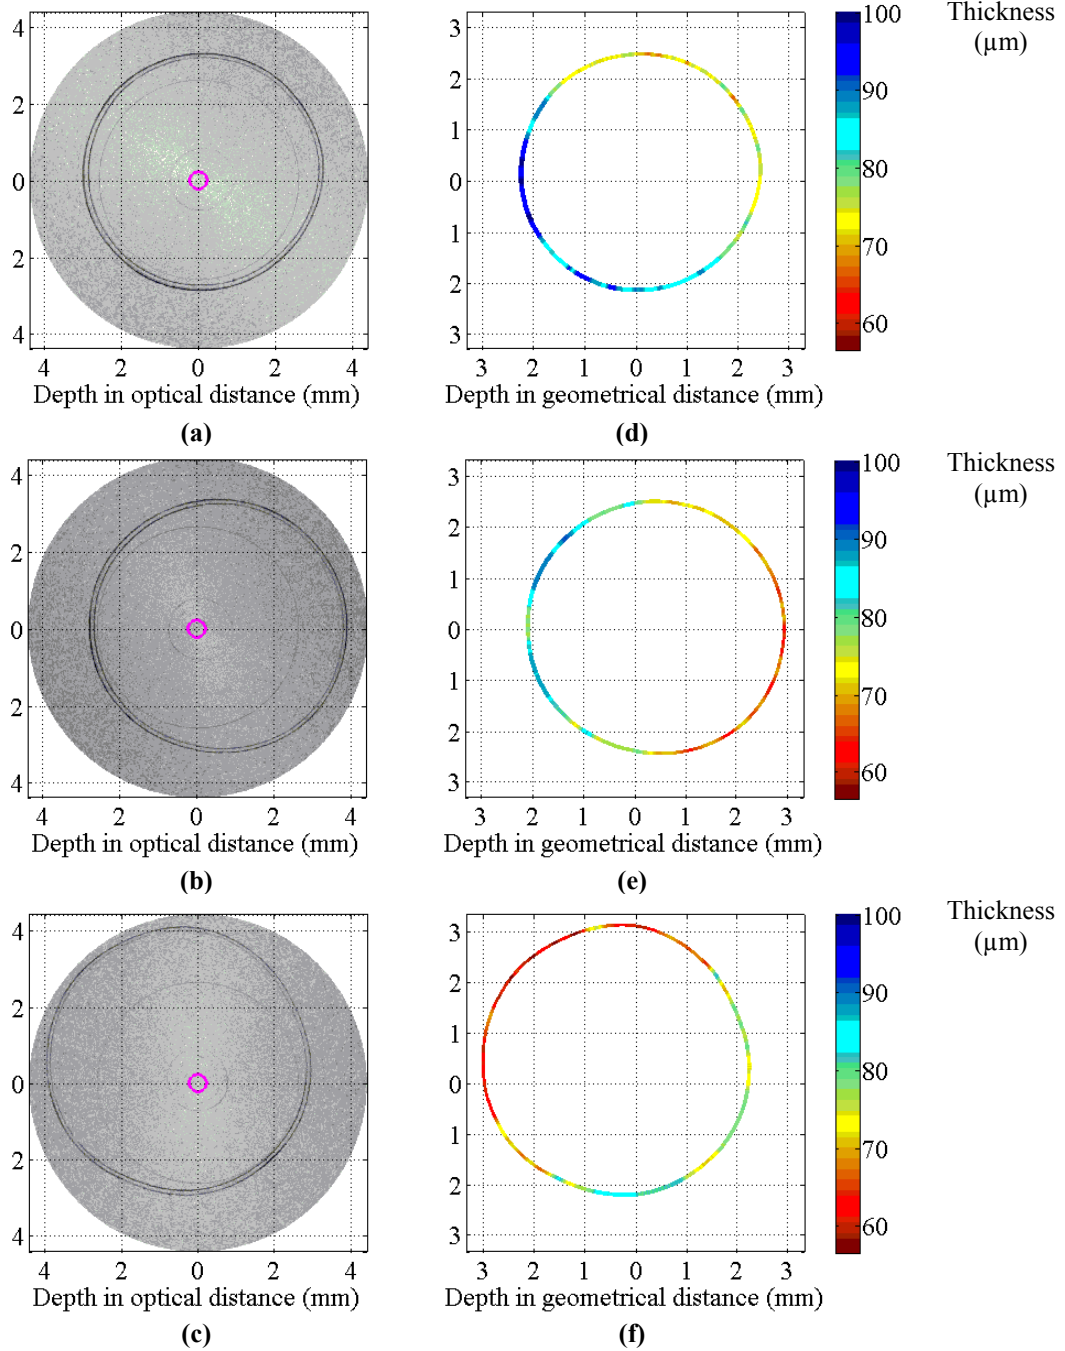 4
2
0
2
4
4 2 0 2 4
Depth in optical distance (mm)
(a)
3
2
1
0
1
2
3
3 2 1 0 1 2 3
Depth in geometrical distance (mm)
(d)
100
90
80
70
60
Thickness
(µm)
4
2
0
2
4
4 2 0 2 4
Depth in optical distance (mm)
(b)
3
2
1
0
1
2
3
3 2 1 0 1 2 3
Depth in geometrical distance (mm)
(e)
100
90
80
70
60
Thickness
(µm)
4
2
0
2
4
4 2 0 2 4
Depth in optical distance (mm)
(c)
3
2
1
0
1
2
3
3 2 1 0 1 2 3
Depth in geometrical distance (mm)
(f)
100
90
80
70
60
Thickness
(µm)